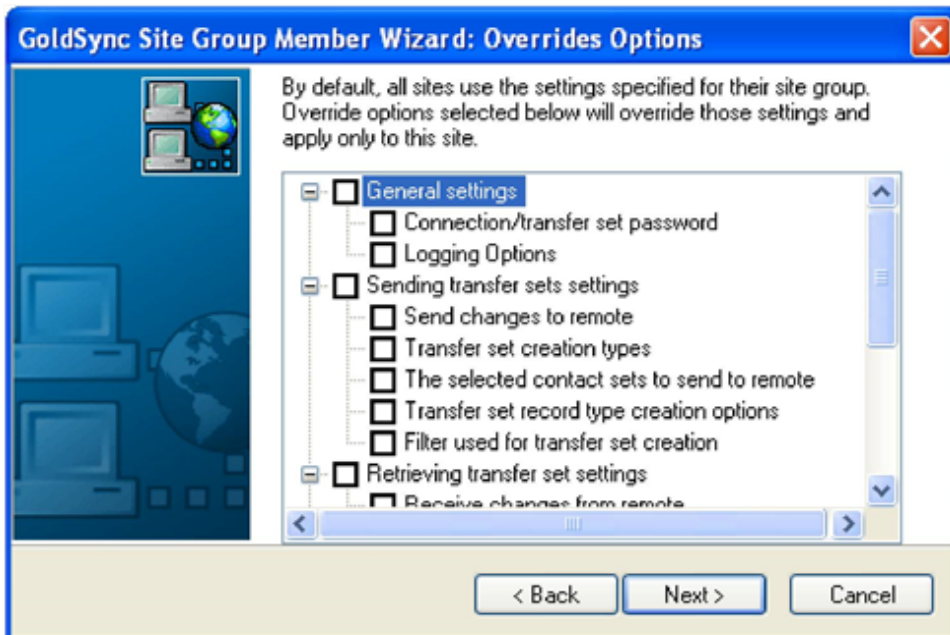 GoldSync Site Group Member Wizard: Overrides Options
By default, all sites use the settings specified for their site group.
Override options selected below will override those settings and
apply only to this site.
General settings
Connection/transfer set password
Logging Options
Sending transfer sets settings
Send changes to remote
Transfer set creation types
The selected contact sets to send to remote
Transfer set record type creation options
Filter used for transfer set creation
Retrieving transfer set settings
Receive changes from remote
< Back
Next >
Cancel